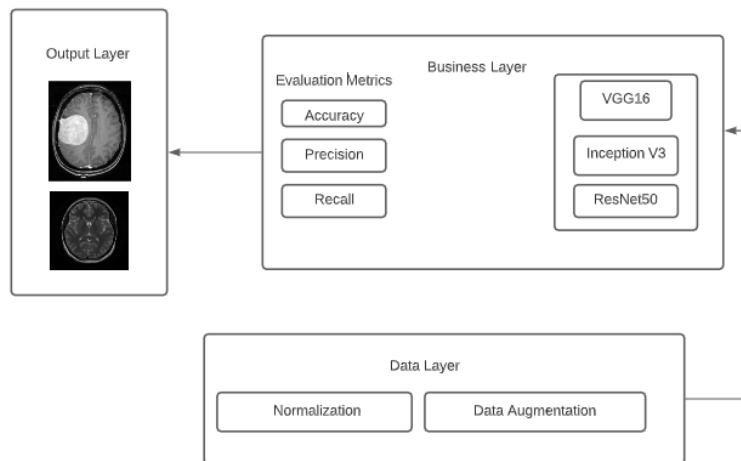 Output Layer
Business Layer
Evaluation Metrics
Accuracy
Precision
Recall
VGG16
Inception V3
ResNet50
Data Layer
Normalization
Data Augmentation